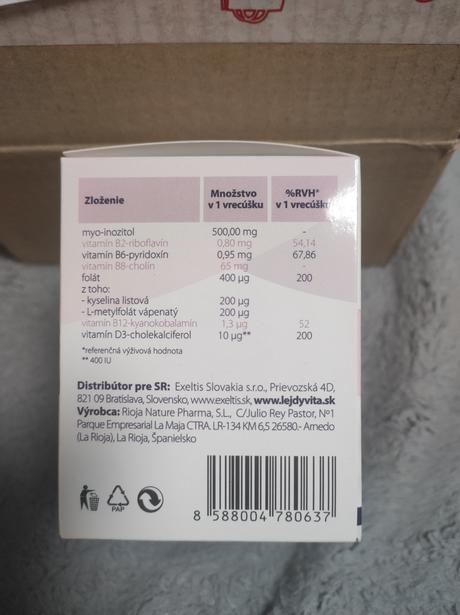 Zloženie Množstvo v 1 vrecúšku %RVH* v 1 vrecúšku
myo-inozitol 500,00 mg -
vitamín B2-riboflavín 0,80 mg 54,14
vitamín B6-pyridoxín 0,95 mg 67,86
vitamín B8-cholín 65 mg -
folát 400 µg 200
z toho:
- kyselina listová 200 µg
- L-metylfolát vápenatý 200 µg
vitamín B12-kyanokobalamín 1,3 µg 52
vitamín D3-cholekalciferol 10 µg** 200
*referenčná výživová hodnota
** 400 IU
Distribútor pre SR: Exeltis Slovakia s.r.o., Prievozská 4D,
821 09 Bratislava, Slovensko, www.exeltis.sk, www.lejdyvita.sk
Výrobca: Rioja Nature Pharma, S.L., C/Julio Rey Pastor, Nº1
Parque Empresarial La Maja CTRA. LR-134 KM 6,5 26580,- Arnedo
(La Rioja), La Rioja, Španielsko
PAP
8 588004 780637